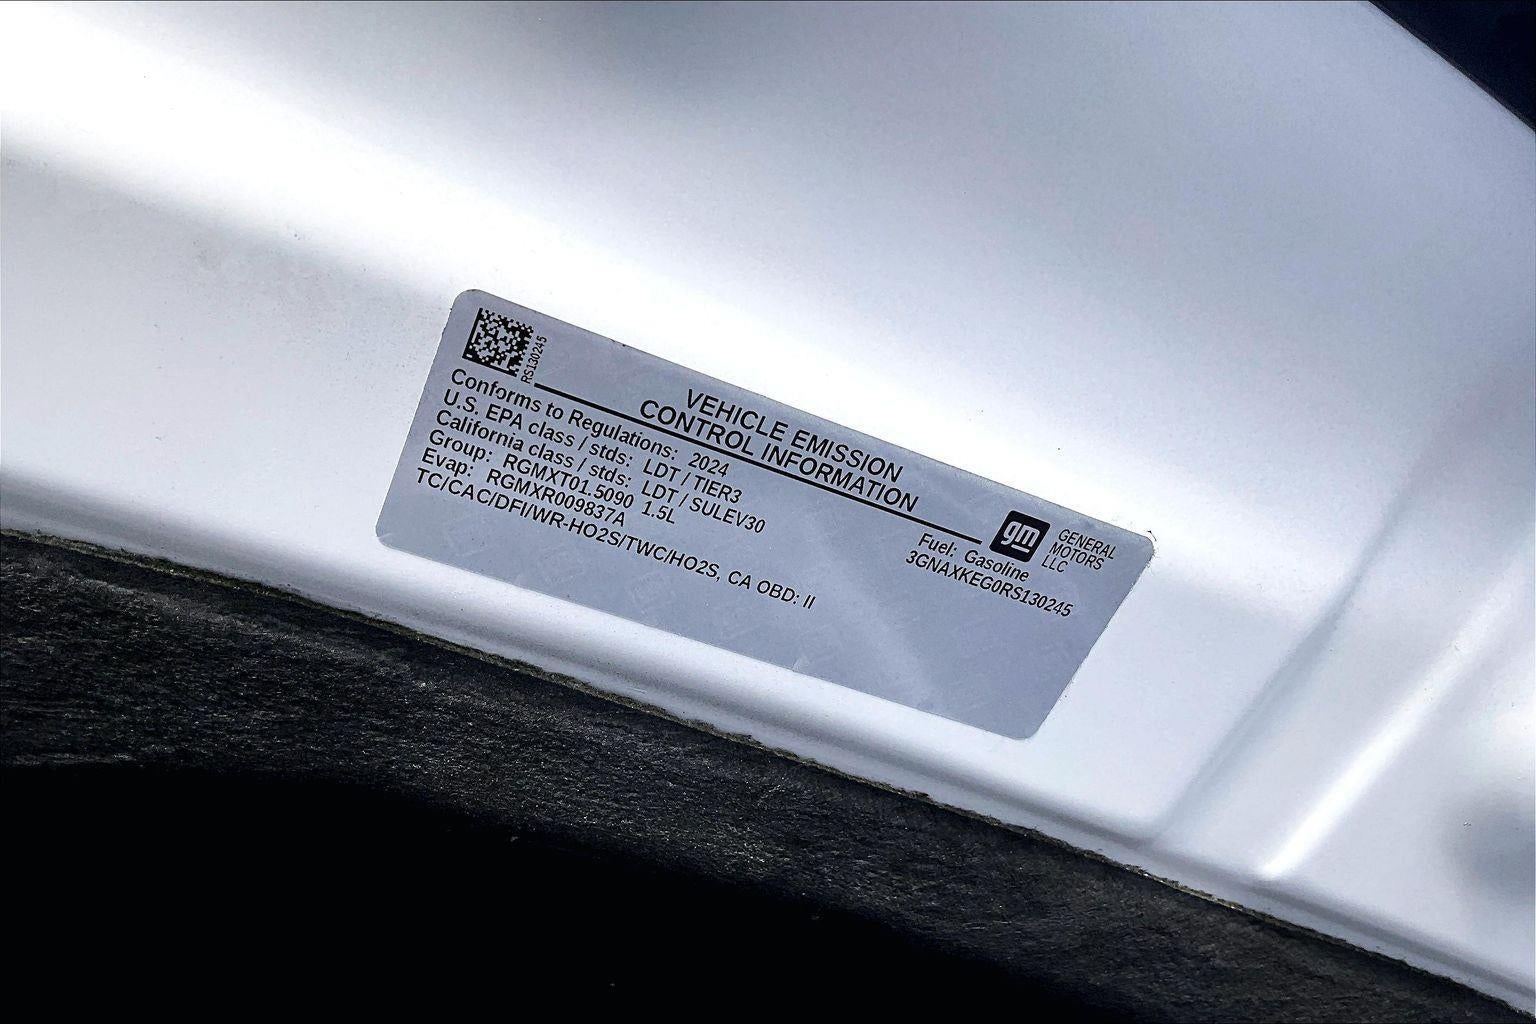 RS130245
VEHICLE EMISSION
CONTROL INFORMATION
Conforms to Regulations: 2024
U.S. EPA class / stds: LDT / TIER3
California class / stds: LDT / SULEV30
Group: RGMXT01.5090 1.5L
Evap: RGMXR009837A
TC/CAC/DFI/WR-HO2S/TWC/HO2S, CA OBD: II
gm
GENERAL
MOTORS
LLC
Fuel: Gasoline
3GNAXKEG0RS130245